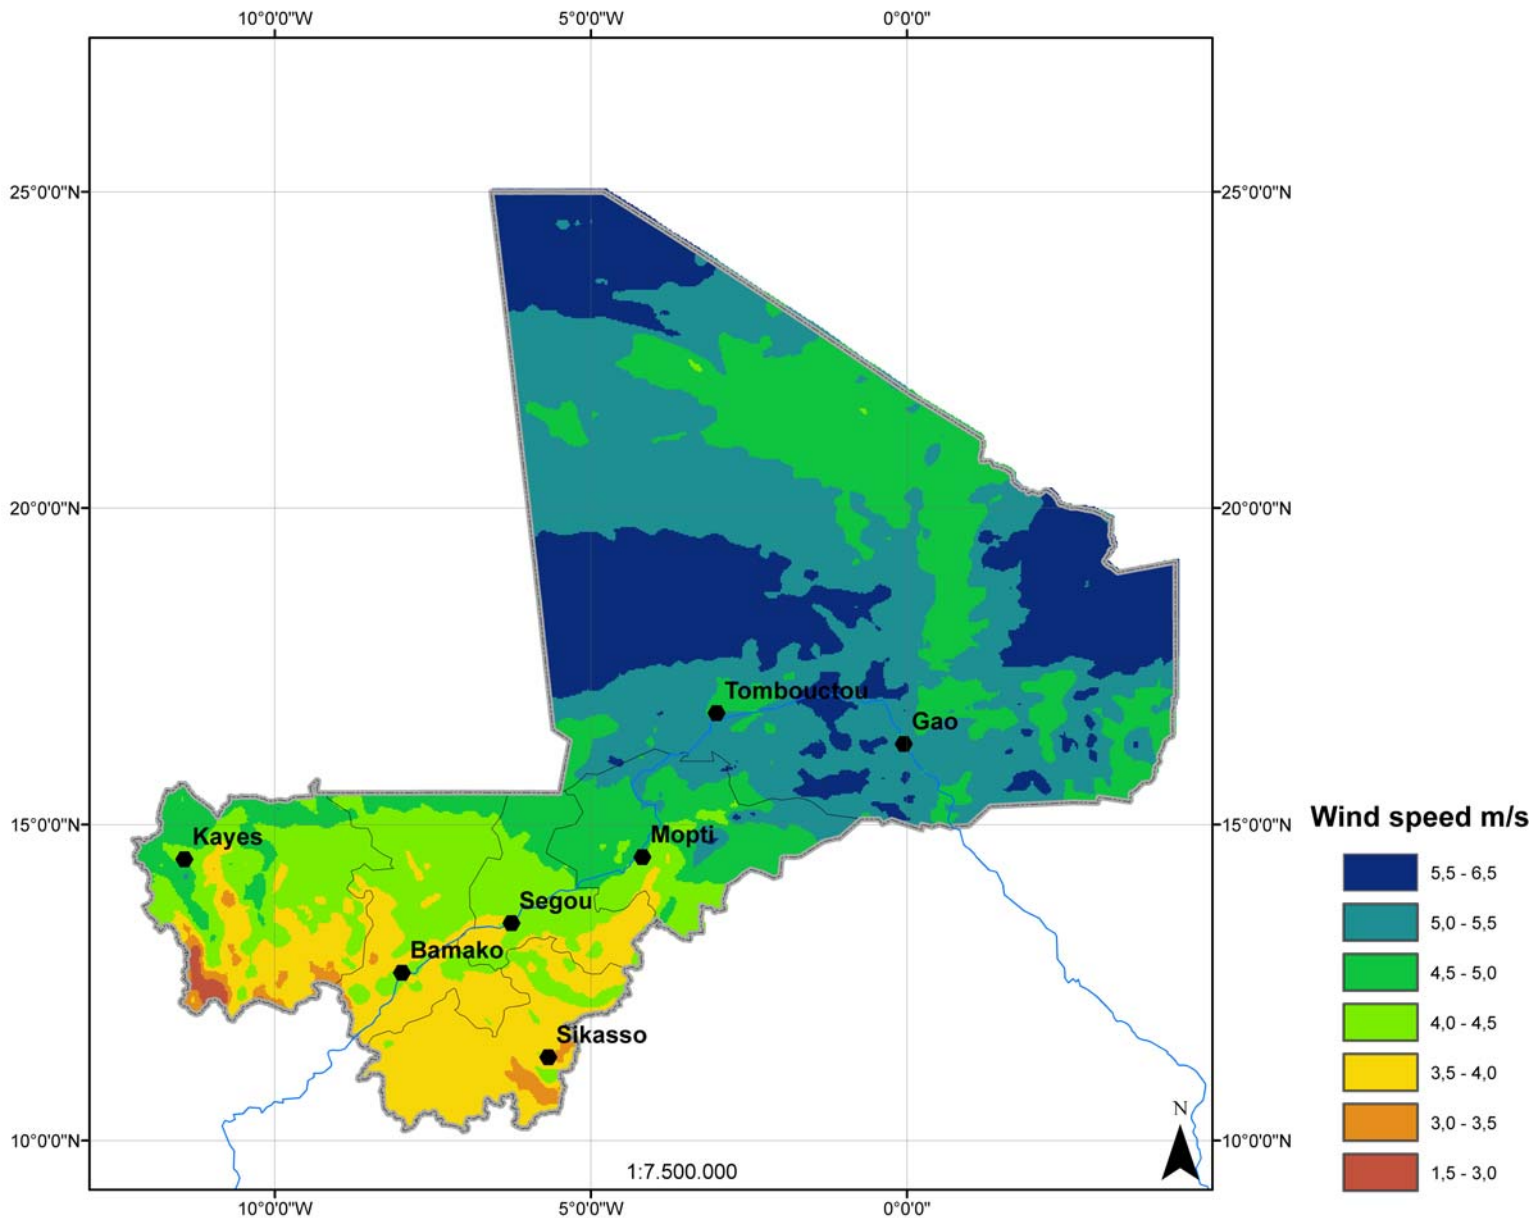 10°0'0"W 5°0'0"W 0°0'0"
25°0'0"N 25°0'0"N
20°0'0"N 20°0'0"N
Tombouctou
Gao
15°0'0"N 15°0'0"N
Kayes
Mopti
Segou
Bamako
Sikasso
10°0'0"N 10°0'0"N
Wind speed m/s
5,5 - 6,5
5,0 - 5,5
4,5 - 5,0
4,0 - 4,5
3,5 - 4,0
3,0 - 3,5
1,5 - 3,0
N
1:7.500.000
10°0'0"W 5°0'0"W 0°0'0"